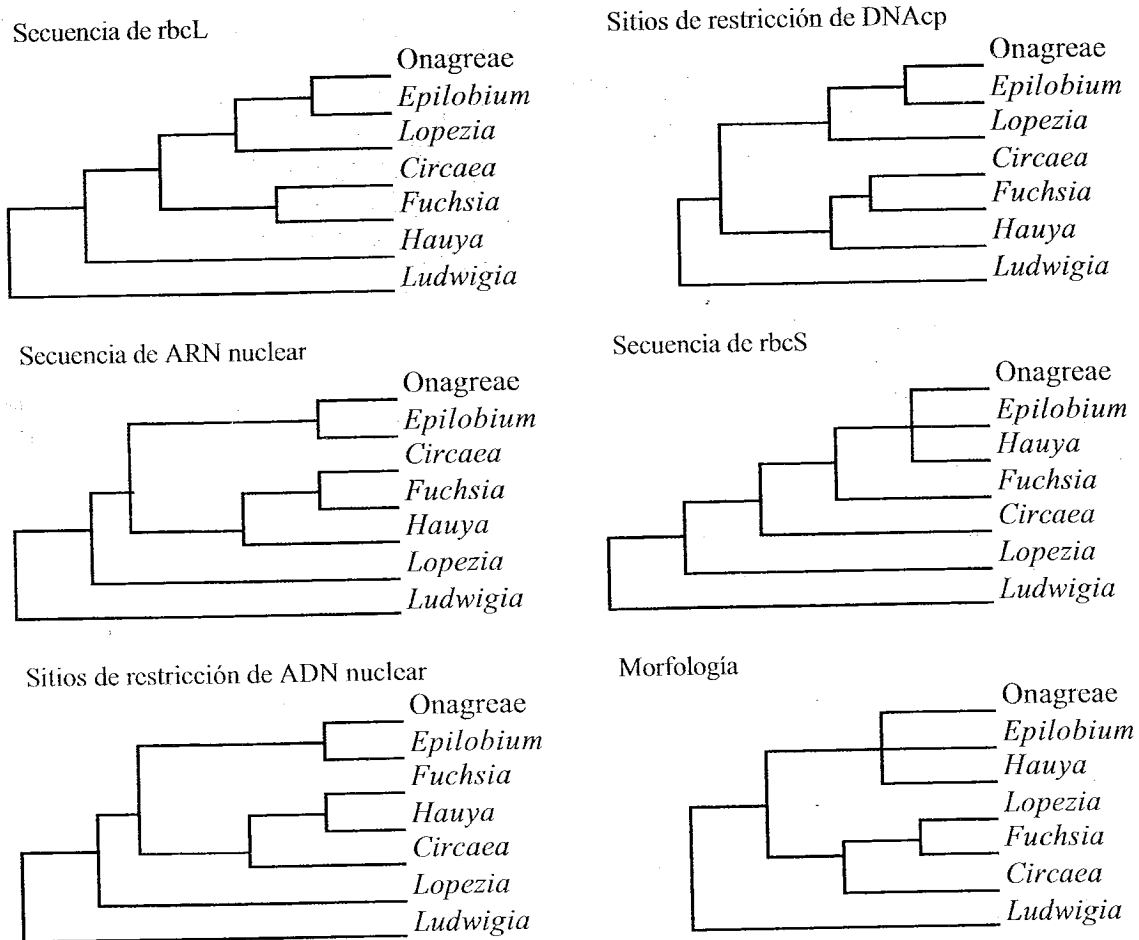 Secuencia de rbcL
Onagreae
Epilobium
Lopezia
Circaea
Fuchsia
Hauya
Ludwigia
Sitios de restricción de DNAcp
Onagreae
Epilobium
Lopezia
Circaea
Fuchsia
Hauya
Ludwigia
Secuencia de ARN nuclear
Onagreae
Epilobium
Circaea
Fuchsia
Hauya
Lopezia
Ludwigia
Secuencia de rbcS
Onagreae
Epilobium
Hauya
Fuchsia
Circaea
Lopezia
Ludwigia
Sitios de restricción de ADN nuclear
Onagreae
Epilobium
Fuchsia
Hauya
Circaea
Lopezia
Ludwigia
Morfología
Onagreae
Epilobium
Hauya
Lopezia
Fuchsia
Circaea
Ludwigia